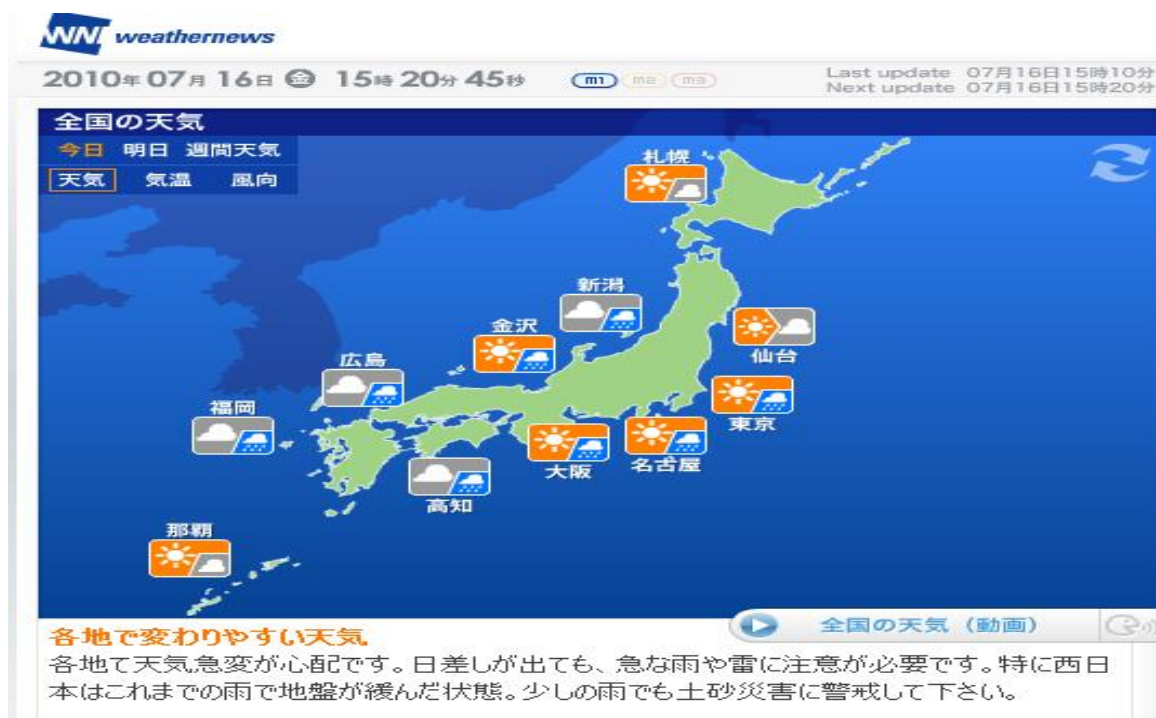 WNI weathernews
2010年 07月 16日 金 15時 20分 45秒 m1 m2 m3
Last update 07月16日15時10分
Next update 07月16日15時20分
全国の天気
今日 明日 週間天気
天気 気温 風向
札幌
新潟
金沢
仙台
広島
福岡
東京
名古屋
大阪
高知
那覇
全国の天気（動画）
各地で変わりやすい天気
各地て天気急変が心配です。日差しが出ても、急な雨や雷に注意が必要です。特に西日
本はこれまでの雨で地盤が緩んだ状態。少しの雨でも土砂災害に警戒して下さい。